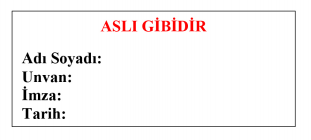 ASLI GİBİDİR
Adı Soyadı:
Unvan:
İmza:
Tarih: